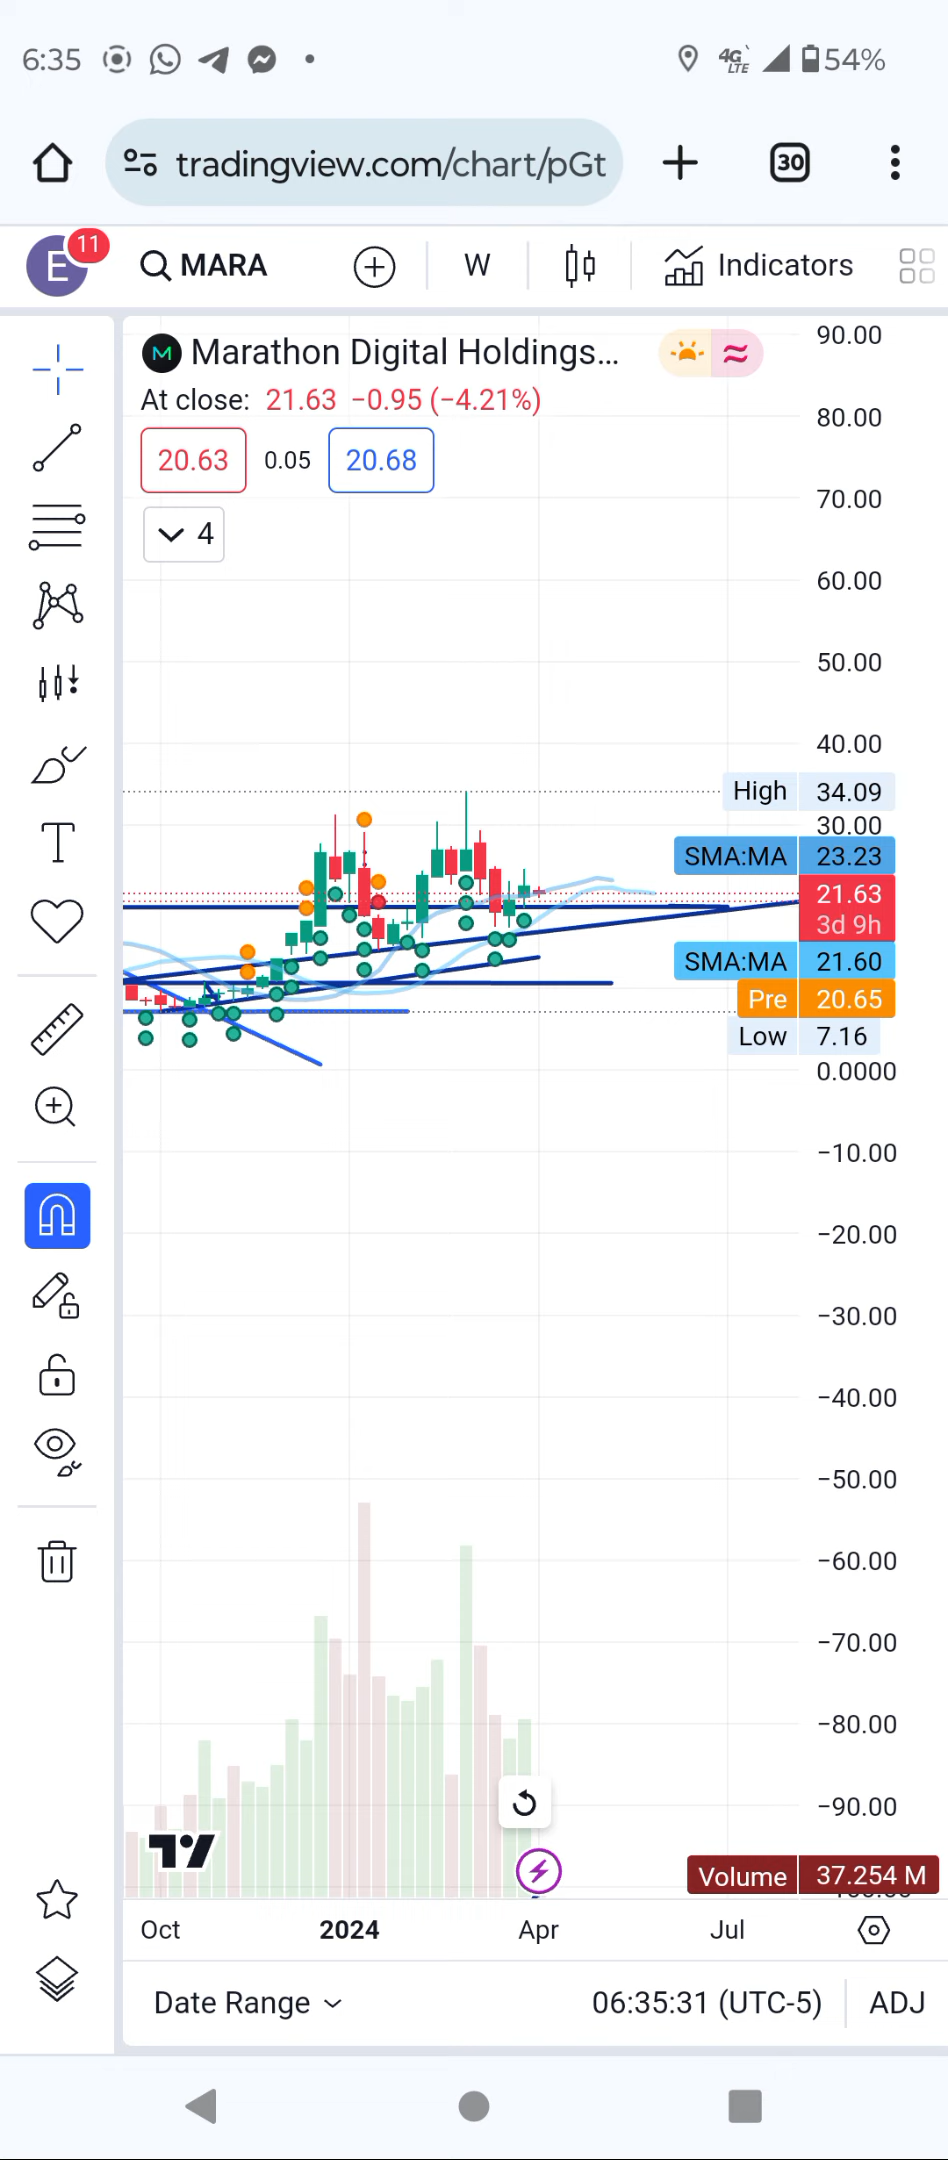 6:35 4G LTE 54%
tradingview.com/chart/pGt 30
E 11 MARA W Indicators
M Marathon Digital Holdings...
At close: 21.63 −0.95 (−4.21%)
20.63 0.05 20.68
4
90.00
80.00
70.00
60.00
50.00
40.00
High 34.09
30.00
SMA:MA 23.23
21.63
3d 9h
SMA:MA 21.60
Pre 20.65
Low 7.16
0.0000
−10.00
−20.00
−30.00
−40.00
−50.00
−60.00
−70.00
−80.00
−90.00
Volume 37.254 M
Oct 2024 Apr Jul
Date Range 06:35:31 (UTC-5) ADJ